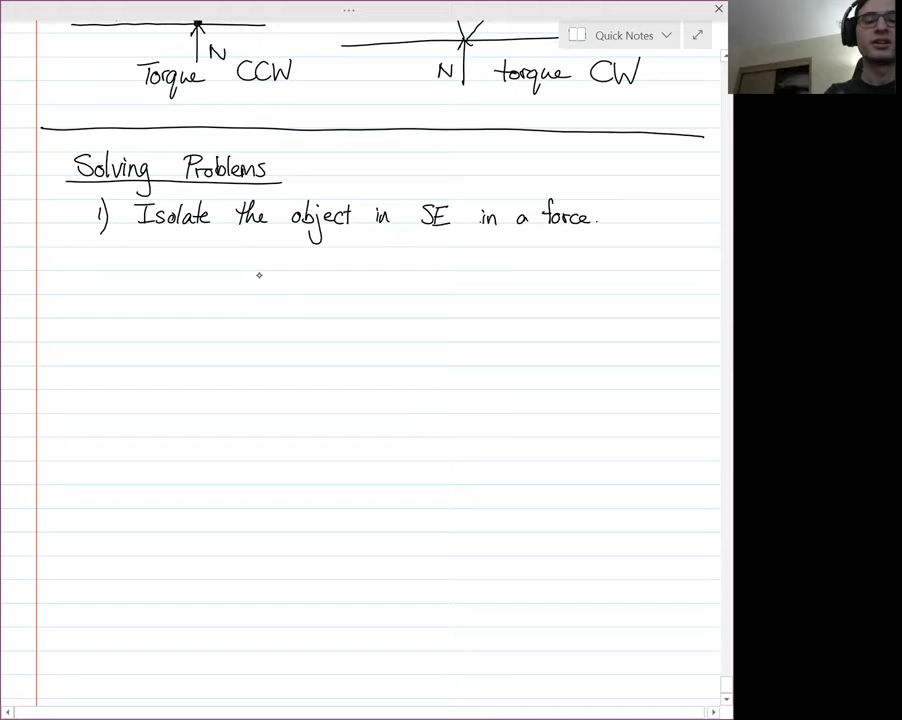 Quick Notes
N
Torque CCW
N torque CW
Solving Problems
1) Isolate the object in SE in a force.